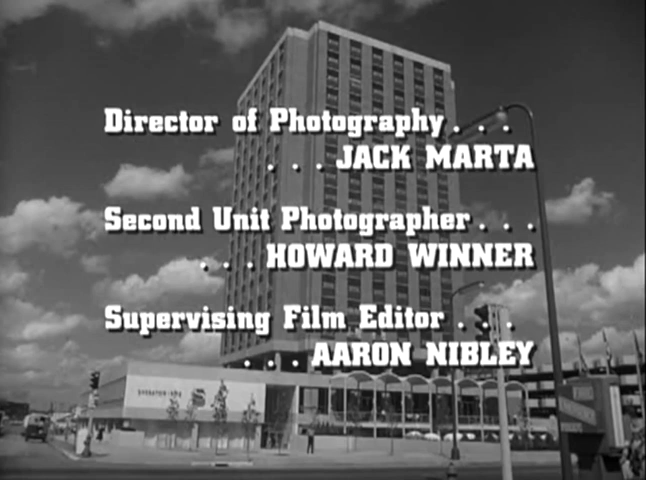 Director of Photography . . .
. . . JACK MARTA
Second Unit Photographer . . .
. . . HOWARD WINNER
Supervising Film Editor . . .
. . . AARON NIBLEY